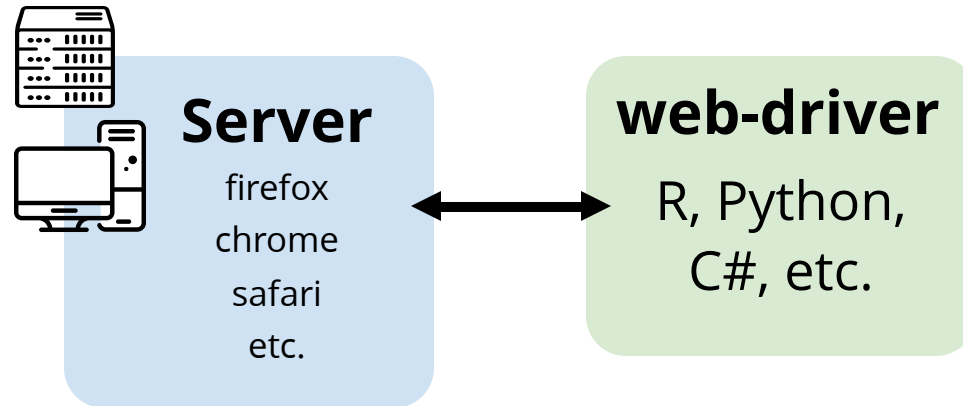 Server
firefox
chrome
safari
etc.
web-driver
R, Python,
C#, etc.